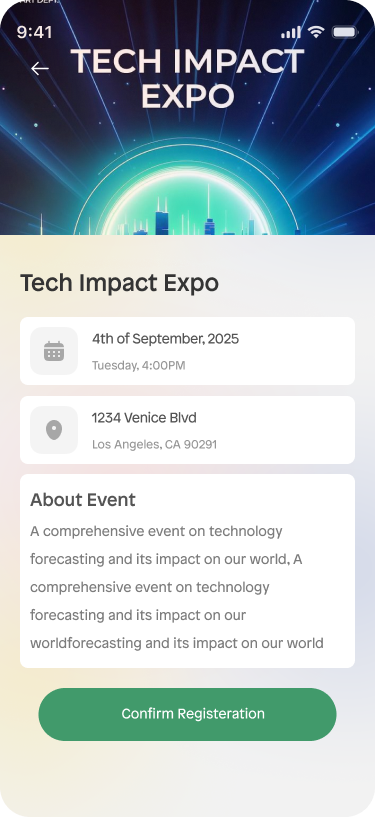 ART DEPT.
9:41
TECH IMPACT
EXPO
Tech Impact Expo
4th of September, 2025
Tuesday, 4:00PM
1234 Venice Blvd
Los Angeles, CA 90291
About Event
A comprehensive event on technology
forecasting and its impact on our world, A
comprehensive event on technology
forecasting and its impact on our
worldforecasting and its impact on our world
Confirm Registeration